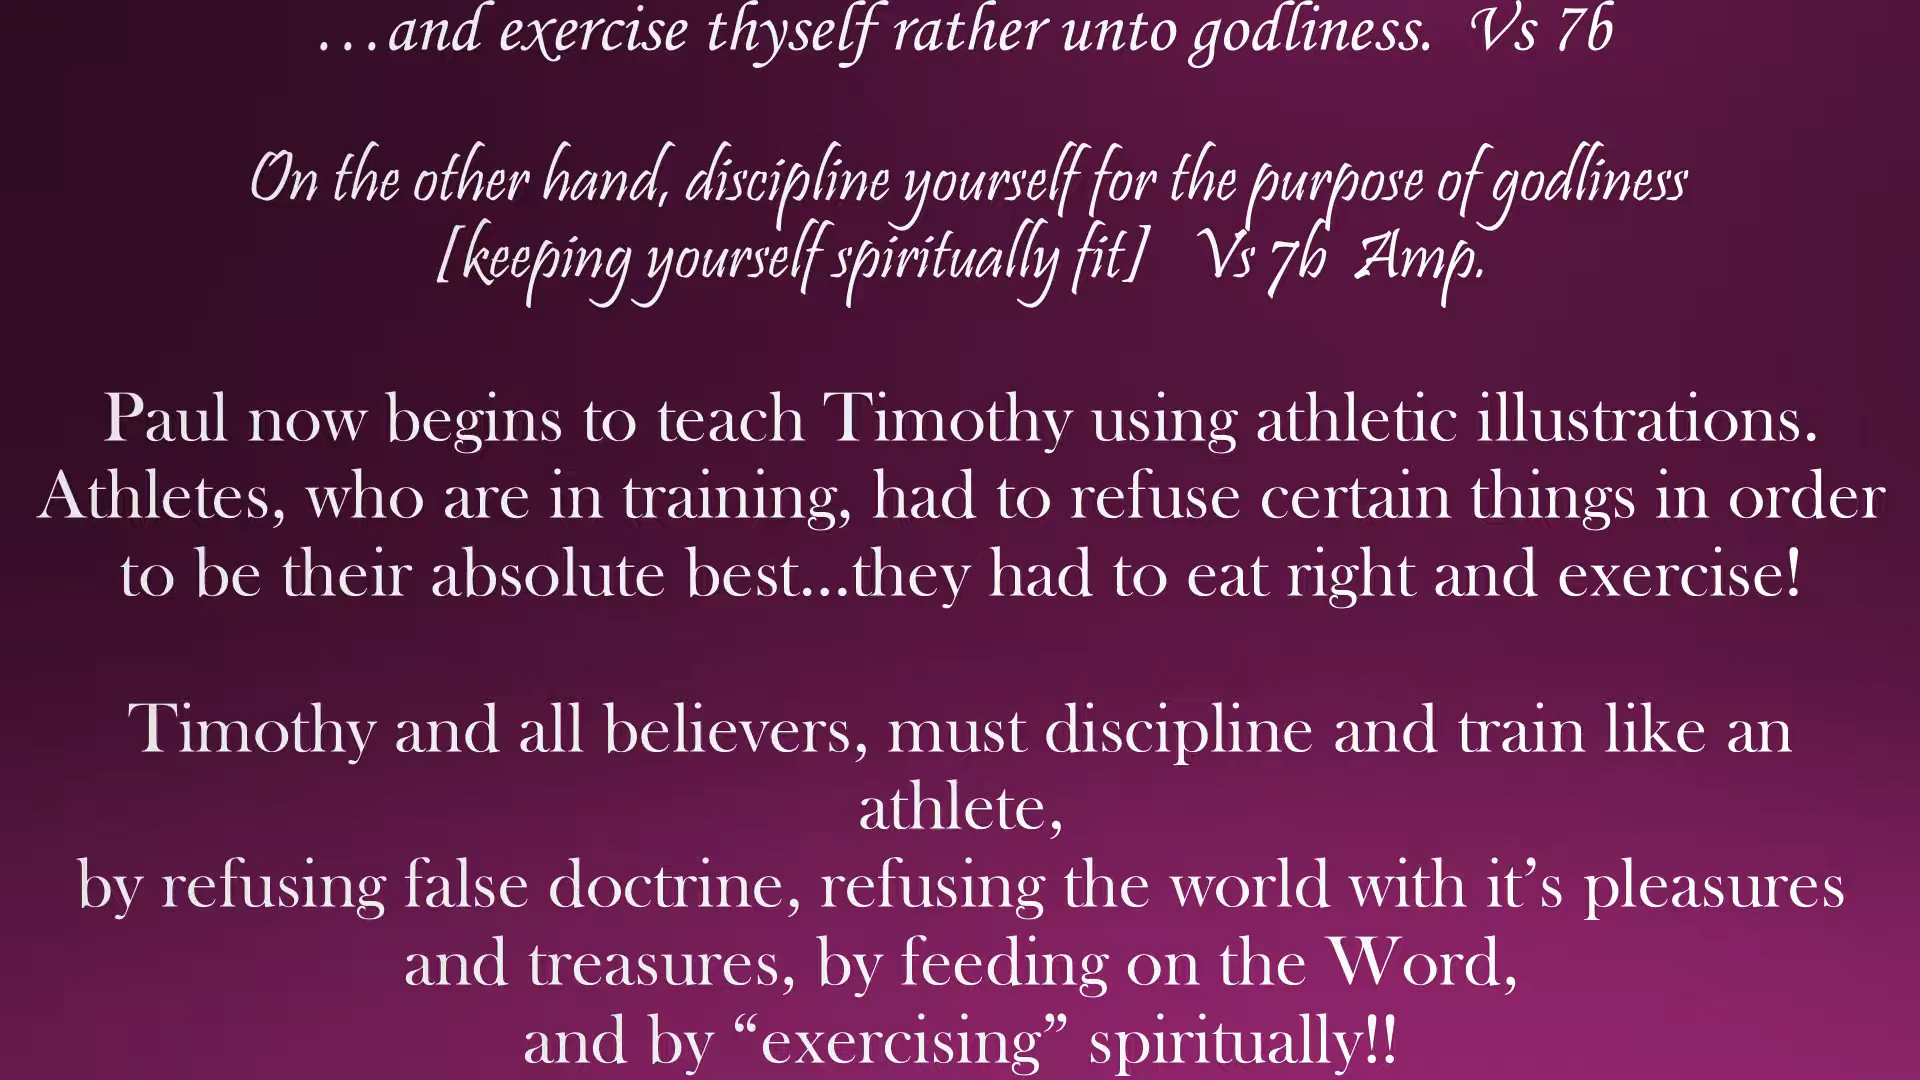 …and exercise thyself rather unto godliness. Vs 7b
On the other hand, discipline yourself for the purpose of godliness
[keeping yourself spiritually fit] Vs 7b Amp.
Paul now begins to teach Timothy using athletic illustrations.
Athletes, who are in training, had to refuse certain things in order
to be their absolute best…they had to eat right and exercise!
Timothy and all believers, must discipline and train like an
athlete,
by refusing false doctrine, refusing the world with it’s pleasures
and treasures, by feeding on the Word,
and by “exercising” spiritually!!